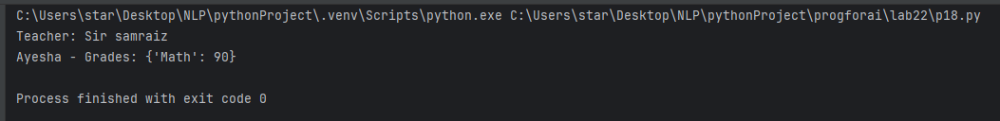 C:\Users\star\Desktop\NLP\pythonProject\.venv\Scripts\python.exe C:\Users\star\Desktop\NLP\pythonProject\progforai\lab22\p18.py
Teacher: Sir samraiz
Ayesha - Grades: {'Math': 90}
Process finished with exit code 0